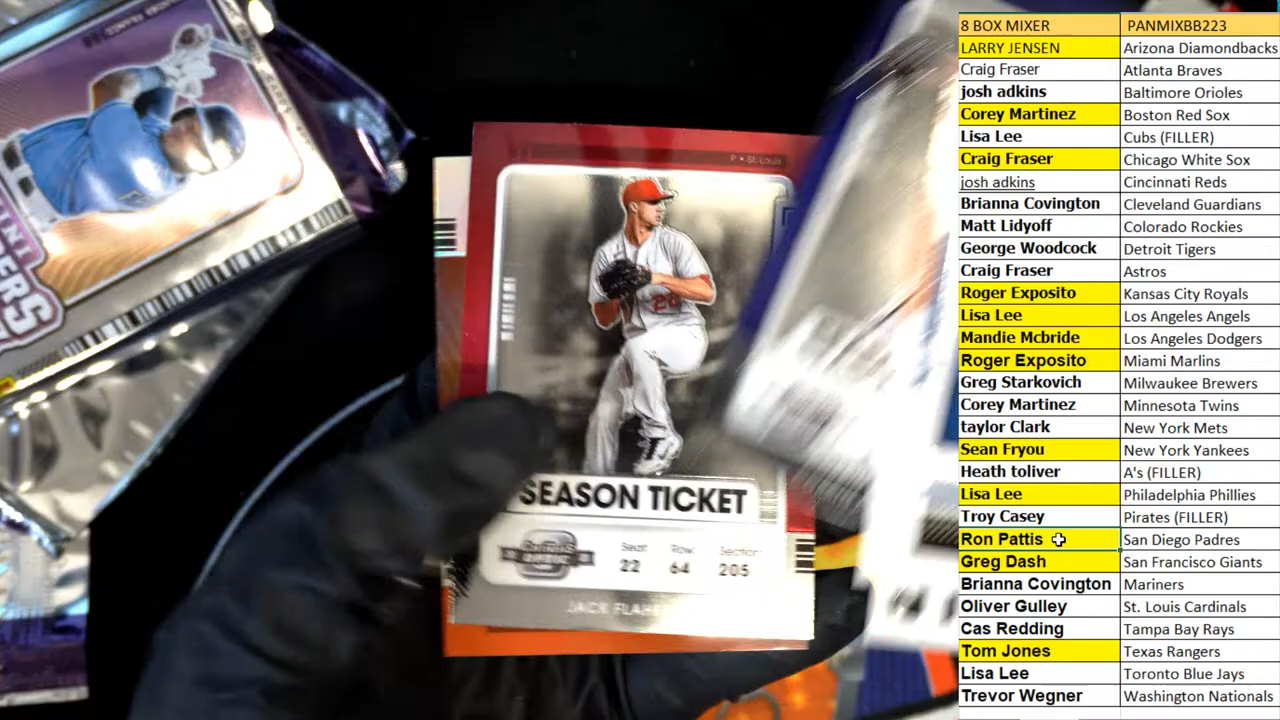 P • St. Louis
SEASON TICKET
Seat Row Section
22 64 205
8 BOX MIXER PANMIXBB223
LARRY JENSEN Arizona Diamondbacks
Craig Fraser Atlanta Braves
josh adkins Baltimore Orioles
Corey Martinez Boston Red Sox
Lisa Lee Cubs (FILLER)
Craig Fraser Chicago White Sox
josh adkins Cincinnati Reds
Brianna Covington Cleveland Guardians
Matt Lidyoff Colorado Rockies
George Woodcock Detroit Tigers
Craig Fraser Astros
Roger Exposito Kansas City Royals
Lisa Lee Los Angeles Angels
Mandie Mcbride Los Angeles Dodgers
Roger Exposito Miami Marlins
Greg Starkovich Milwaukee Brewers
Corey Martinez Minnesota Twins
taylor Clark New York Mets
Sean Fryou New York Yankees
Heath toliver A's (FILLER)
Lisa Lee Philadelphia Phillies
Troy Casey Pirates (FILLER)
Ron Pattis San Diego Padres
Greg Dash San Francisco Giants
Brianna Covington Mariners
Oliver Gulley St. Louis Cardinals
Cas Redding Tampa Bay Rays
Tom Jones Texas Rangers
Lisa Lee Toronto Blue Jays
Trevor Wegner Washington Nationals
JACK